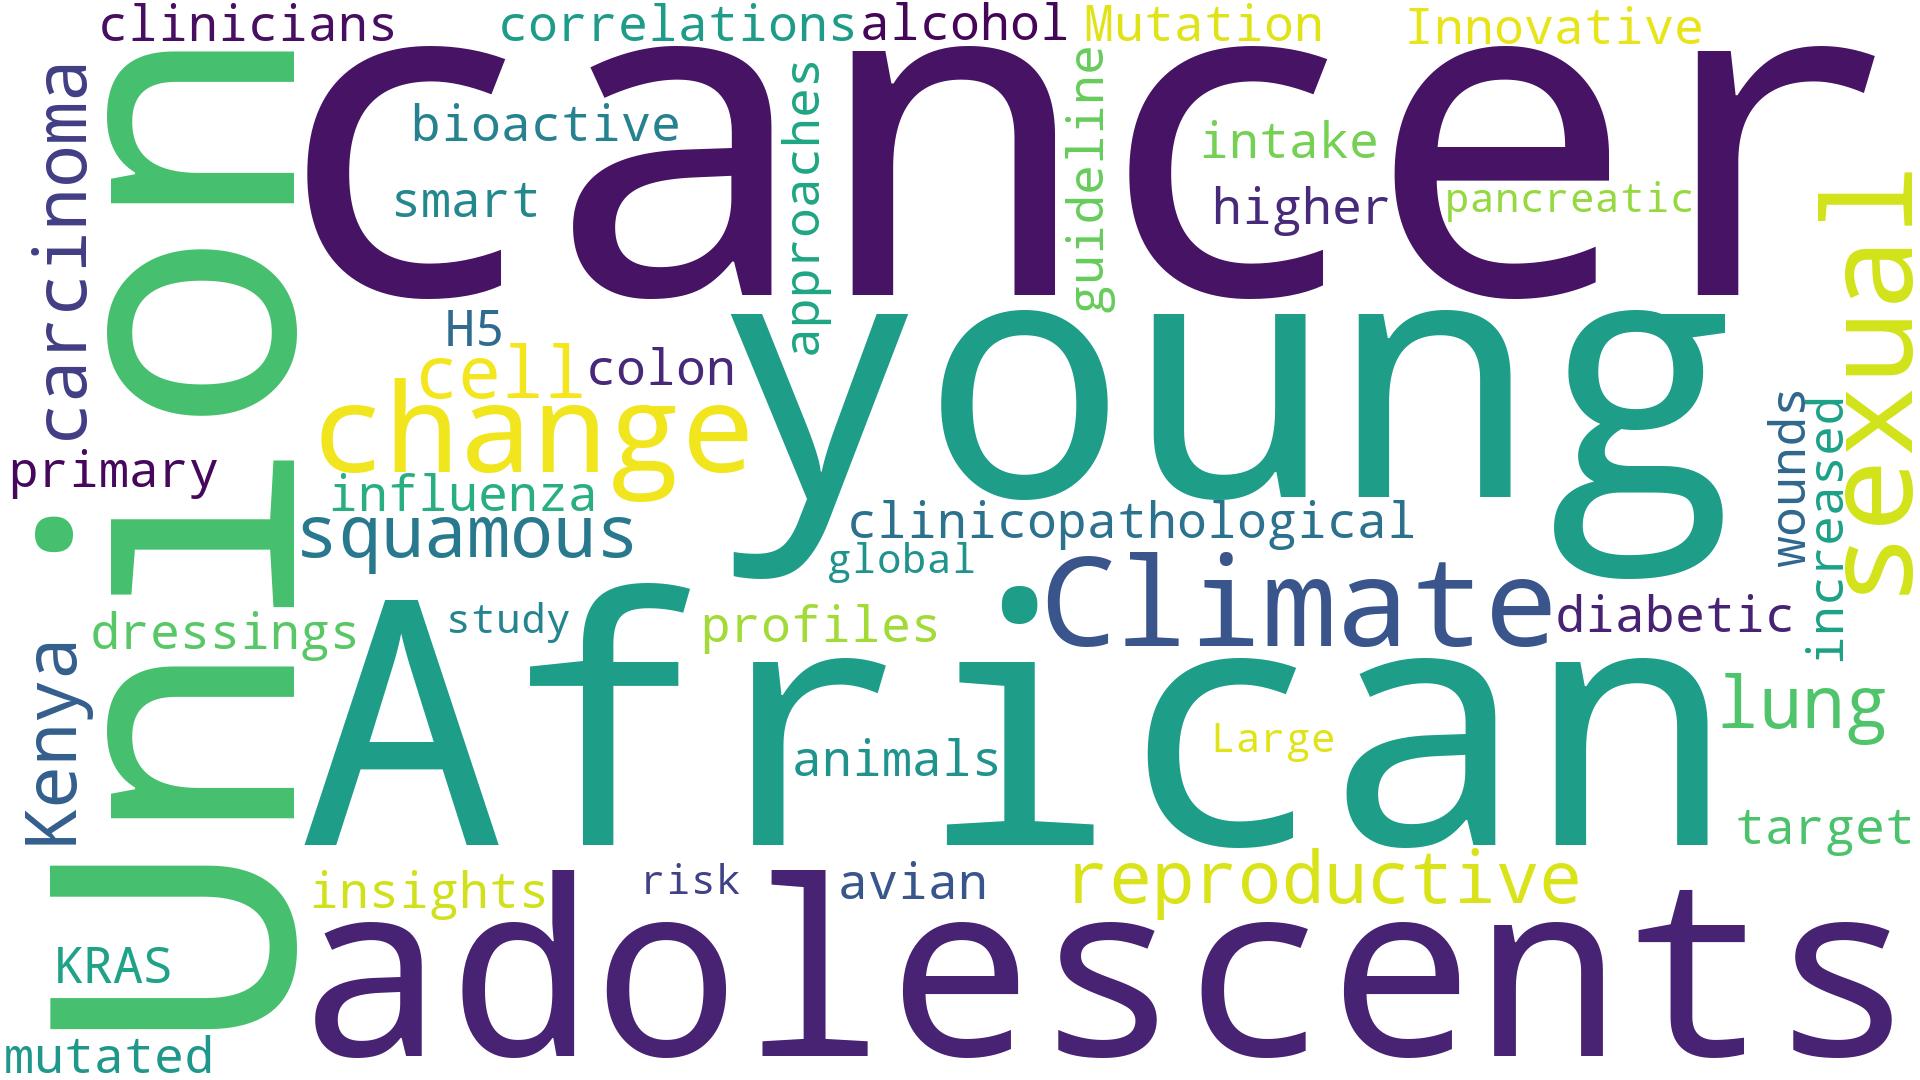 clinicians
correlations
alcohol
Mutation
Innovative
carcinoma
Union
cancer
bioactive
approaches
guideline
intake
smart
higher
pancreatic
sexual
H5
young
cell
colon
change
primary
influenza
wounds
increased
squamous
clinicopathological
global
Climate
diabetic
dressings
study
profiles
Kenya
African
lung
animals
Large
target
insights
risk
avian
reproductive
KRAS
adolescents
mutated